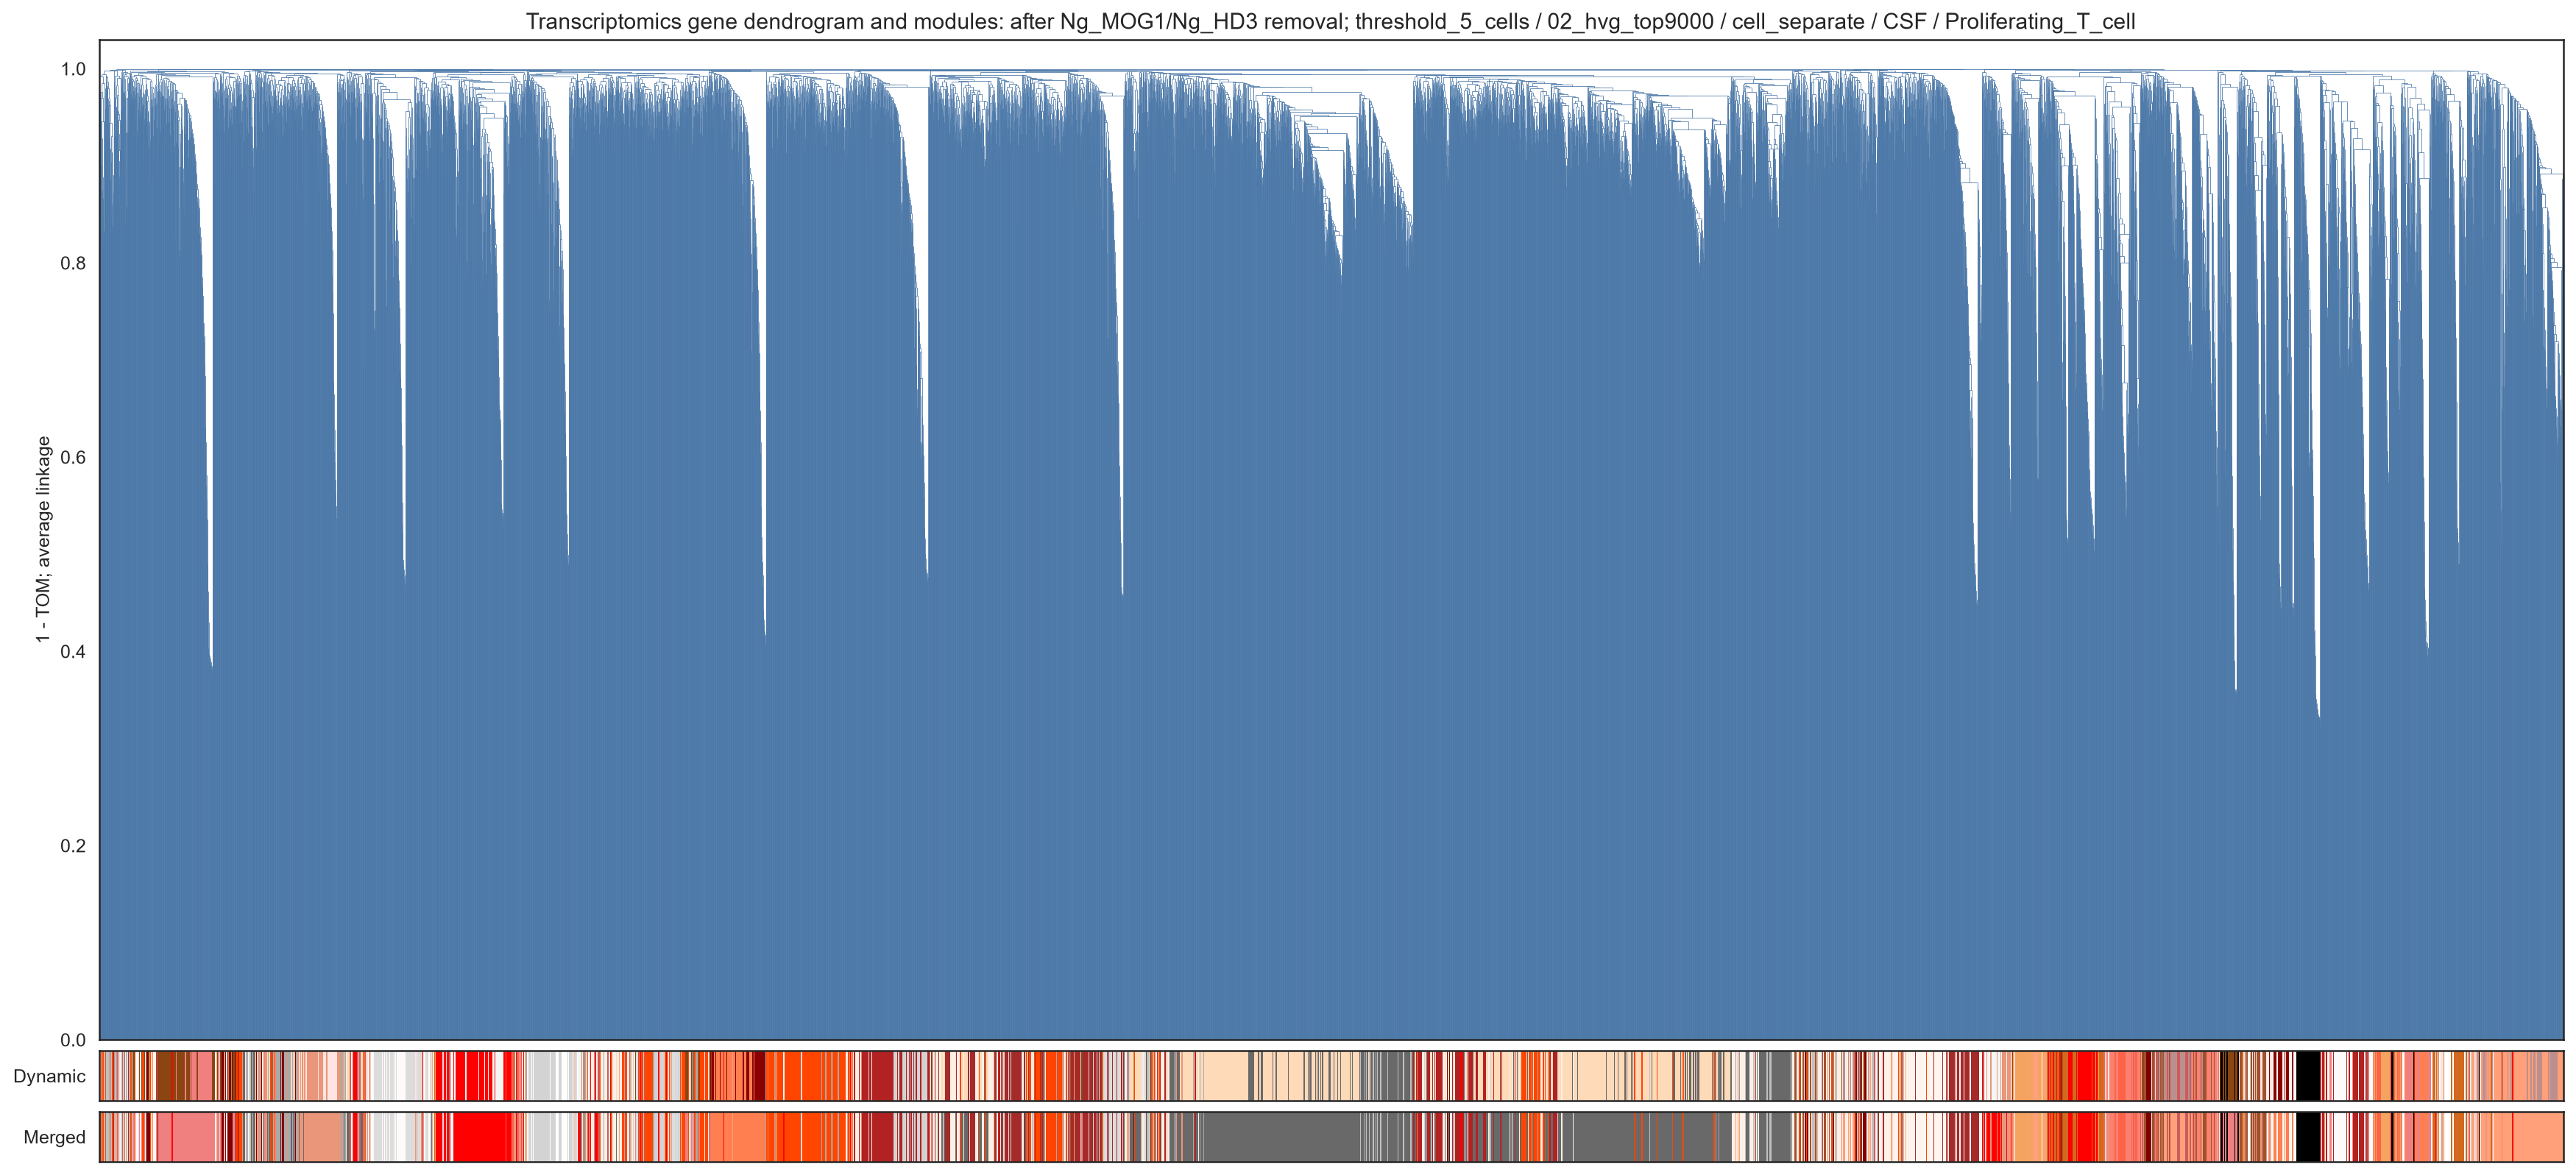 Transcriptomics gene dendrogram and modules: after Ng_MOG1/Ng_HD3 removal; threshold_5_cells / 02_hvg_top9000 / cell_separate / CSF / Proliferating_T_cell
1.0
0.8
0.6
0.4
0.2
0.0
1 - TOM; average linkage
Dynamic
Merged